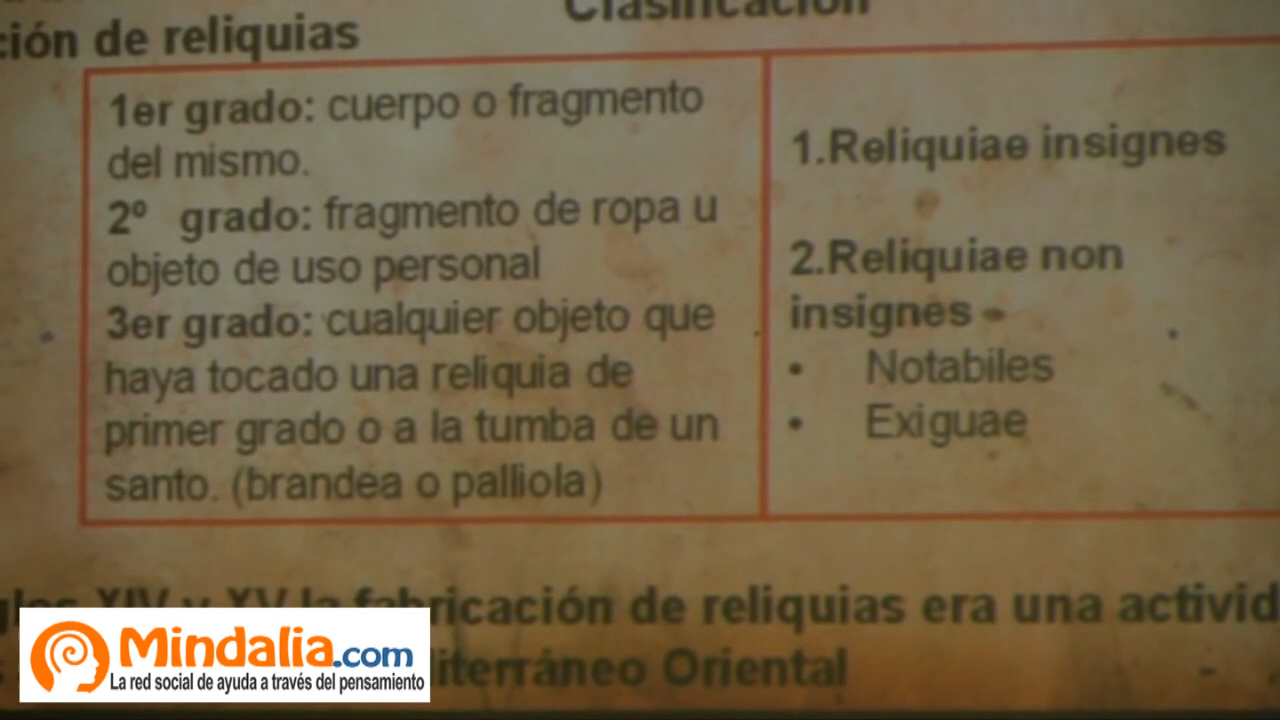 Clasificación
ción de reliquias
1er grado: cuerpo o fragmento
del mismo.
2º grado: fragmento de ropa u
objeto de uso personal
3er grado: cualquier objeto que
haya tocado una reliquia de
primer grado o a la tumba de un
santo. (brandea o palliola)
1.Reliquiae insignes
2.Reliquiae non
insignes
• Notabiles
• Exiguae
XIV y XV la fabricación de reliquias era una activid
literráneo Oriental
Mindalia.com
La red social de ayuda a través del pensamiento